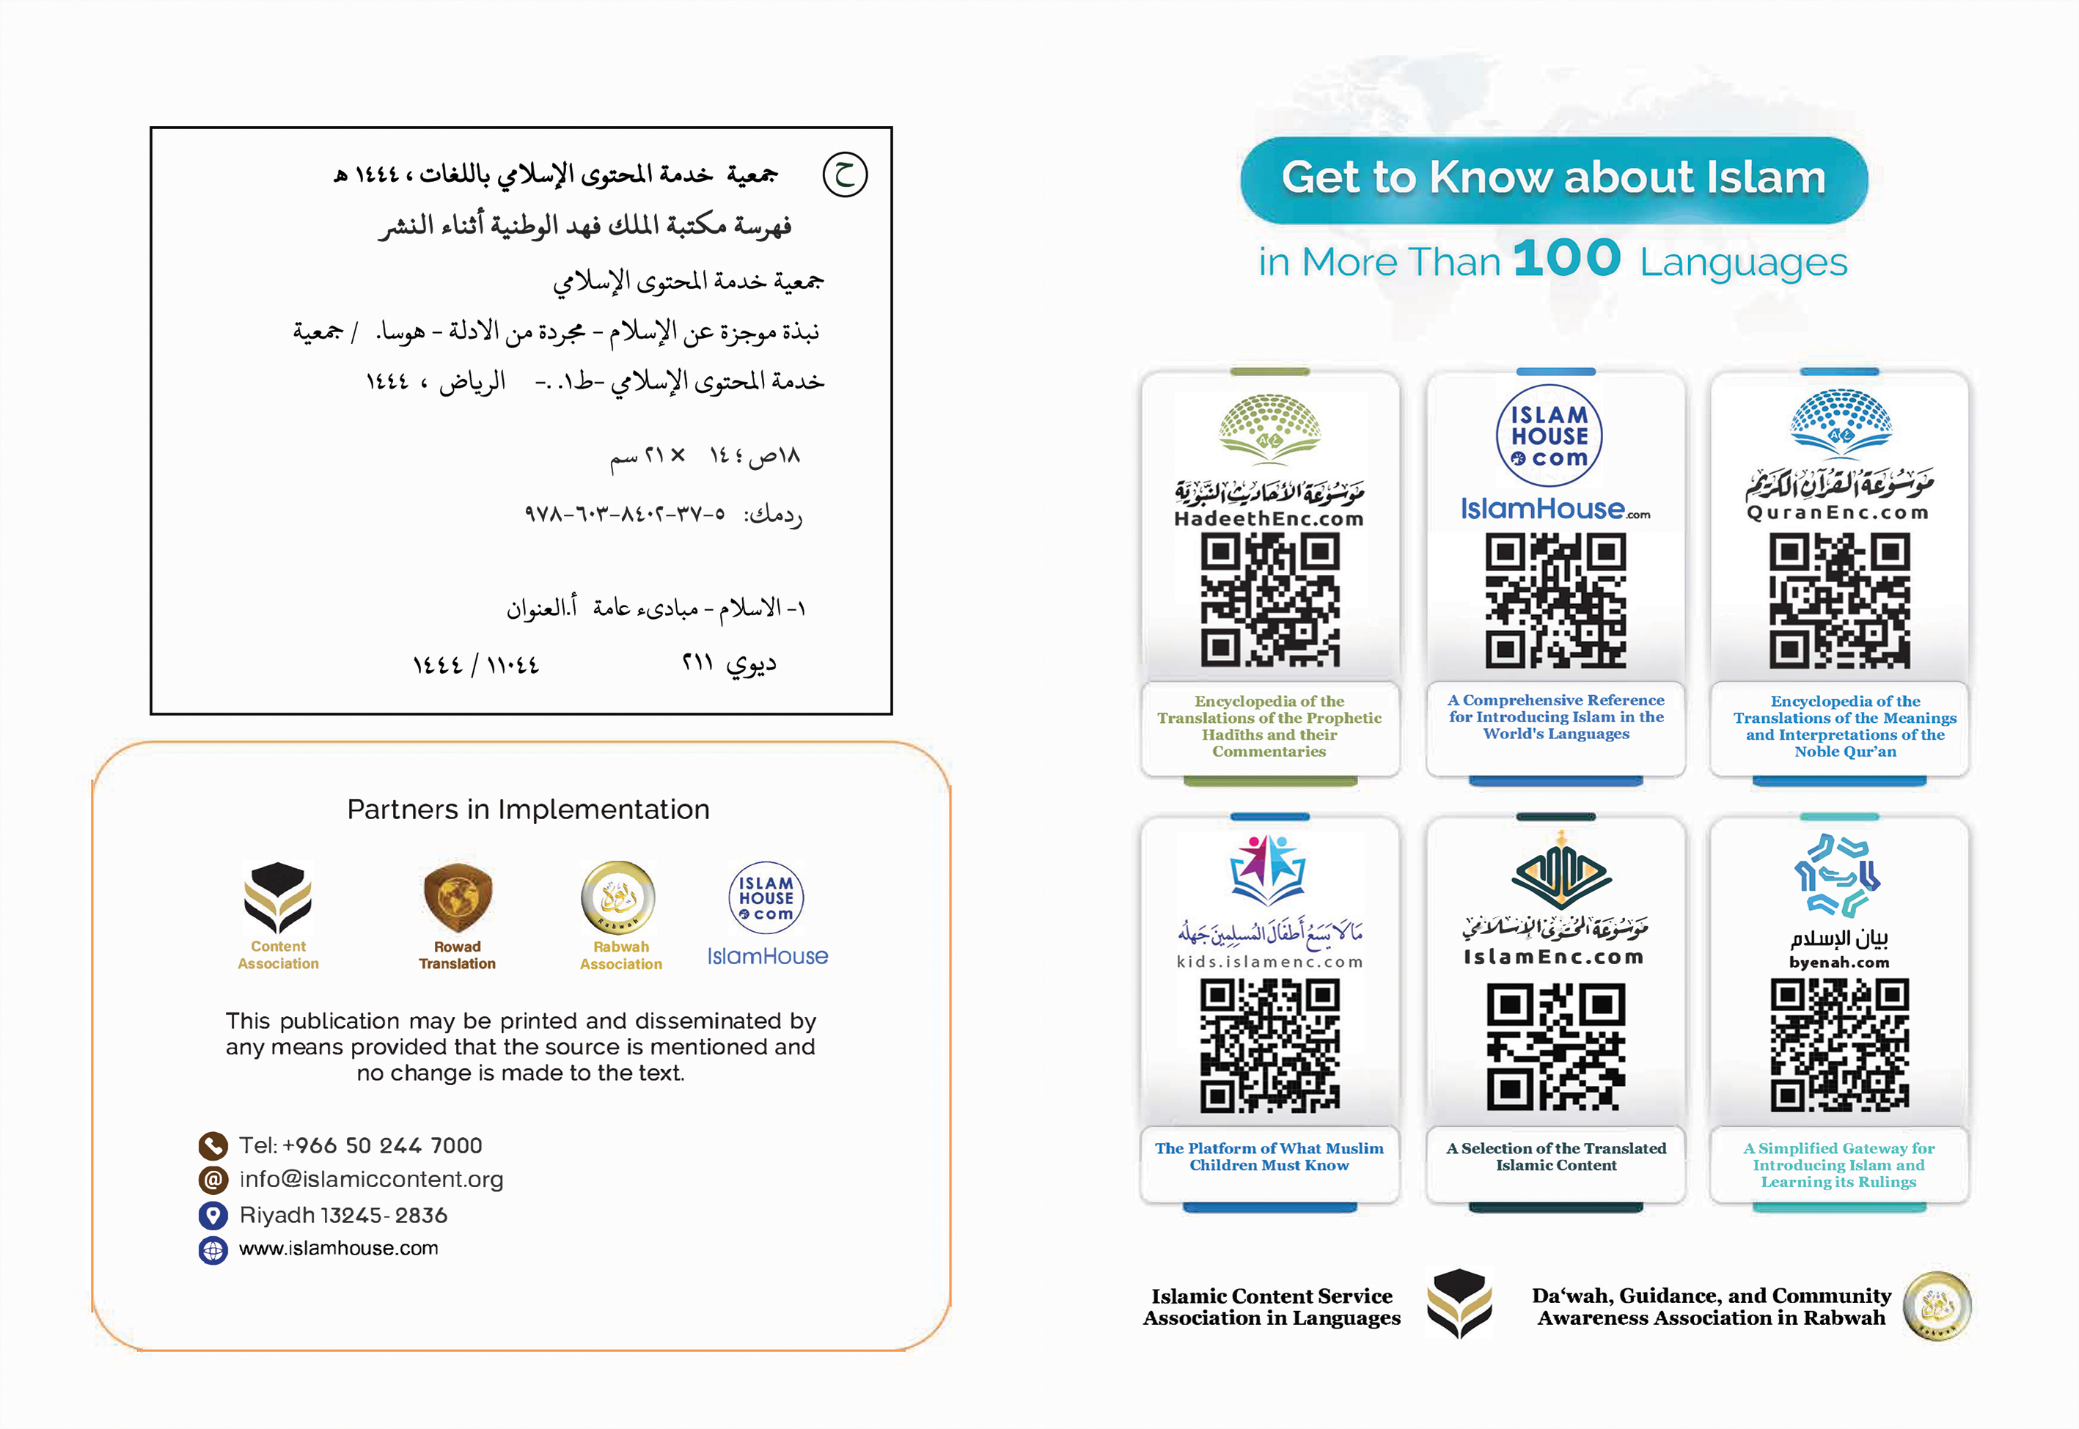 ح
جمعية خدمة المحتوى الإسلامي باللغات ، ١٤٤٤ هـ
فهرسة مكتبة الملك فهد الوطنية أثناء النشر
جمعية خدمة المحتوى الإسلامي
نبذة موجزة عن الإسلام – مجردة من الادلة – هوسا. / جمعية
خدمة المحتوى الإسلامي -ط١. .- الرياض ، ١٤٤٤
١٨ص ؛ ١٤ × ٢١ سم
ردمك: ٥-٣٧-٨٤٠٢-٦٠٣-٩٧٨
١- الاسلام – مبادىء عامة أ.العنوان
ديوي ٢١١ ١١٠٤٤ / ١٤٤٤
Partners in Implementation
Content
Association
Rowad
Translation
Rabwah
Rabwah
Association
ISLAM
HOUSE
com
IslamHouse
This publication may be printed and disseminated by
any means provided that the source is mentioned and
no change is made to the text.
Tel: +966 50 244 7000
info@islamiccontent.org
Riyadh 13245- 2836
www.islamhouse.com
Get to Know about Islam
in More Than 100 Languages
موسوعة الأحاديث النبوية
HadeethEnc.com
Encyclopedia of the
Translations of the Prophetic
Hadīths and their
Commentaries
ISLAM
HOUSE
com
IslamHouse.com
A Comprehensive Reference
for Introducing Islam in the
World's Languages
موسوعة القرآن الكريم
QuranEnc.com
Encyclopedia of the
Translations of the Meanings
and Interpretations of the
Noble Qur’an
مَا لَا يَسَعُ أَطْفَالَ المُسلِمِينَ جَهلُه
kids.islamenc.com
The Platform of What Muslim
Children Must Know
موسوعة المحتوى الإسلامي
IslamEnc.com
A Selection of the Translated
Islamic Content
بيان الإسلام
byenah.com
A Simplified Gateway for
Introducing Islam and
Learning its Rulings
Islamic Content Service
Association in Languages
Da‘wah, Guidance, and Community
Awareness Association in Rabwah
Rabwah